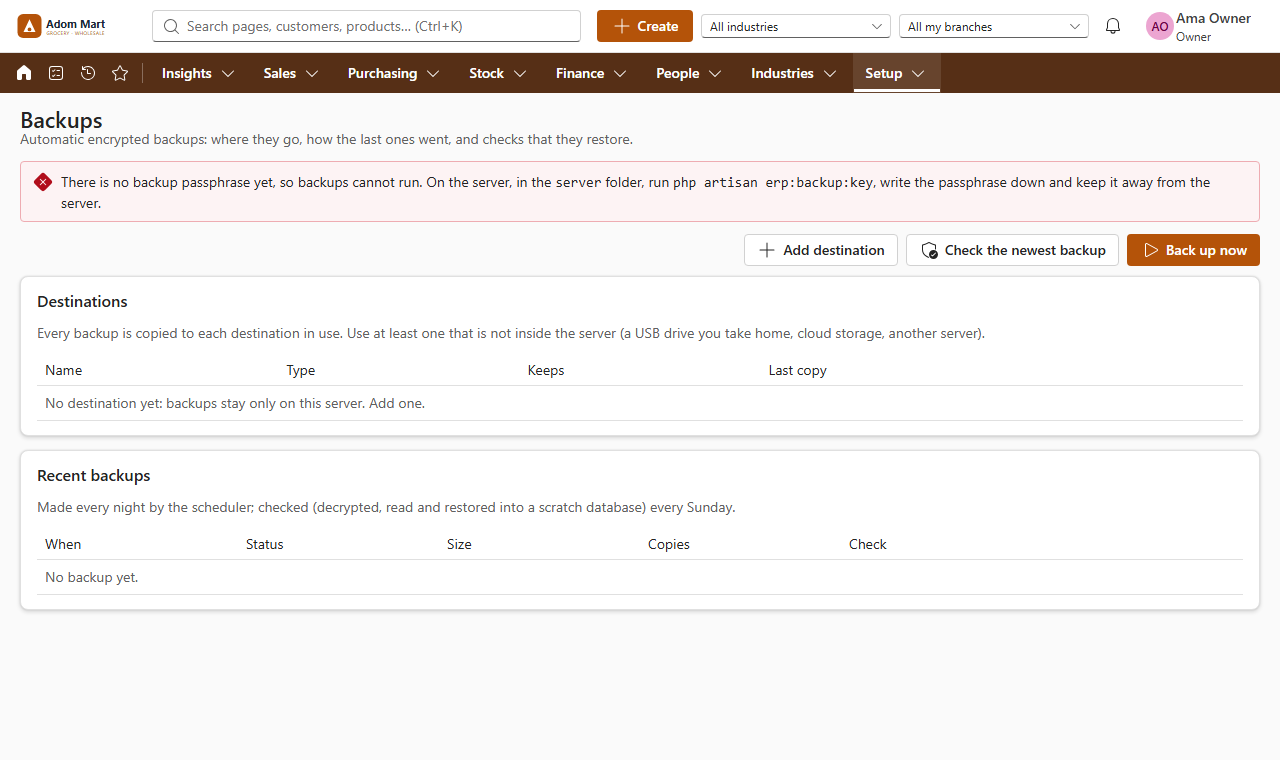 Adom Mart
GROCERY · WHOLESALE
Search pages, customers, products... (Ctrl+K)
Create
All industries
All my branches
AO
Ama Owner
Owner
Insights
Sales
Purchasing
Stock
Finance
People
Industries
Setup
Backups
Automatic encrypted backups: where they go, how the last ones went, and checks that they restore.
There is no backup passphrase yet, so backups cannot run. On the server, in the server folder, run php artisan erp:backup:key, write the passphrase down and keep it away from the
server.
Add destination
Check the newest backup
Back up now
Destinations
Every backup is copied to each destination in use. Use at least one that is not inside the server (a USB drive you take home, cloud storage, another server).
Name Type Keeps Last copy
No destination yet: backups stay only on this server. Add one.
Recent backups
Made every night by the scheduler; checked (decrypted, read and restored into a scratch database) every Sunday.
When Status Size Copies Check
No backup yet.